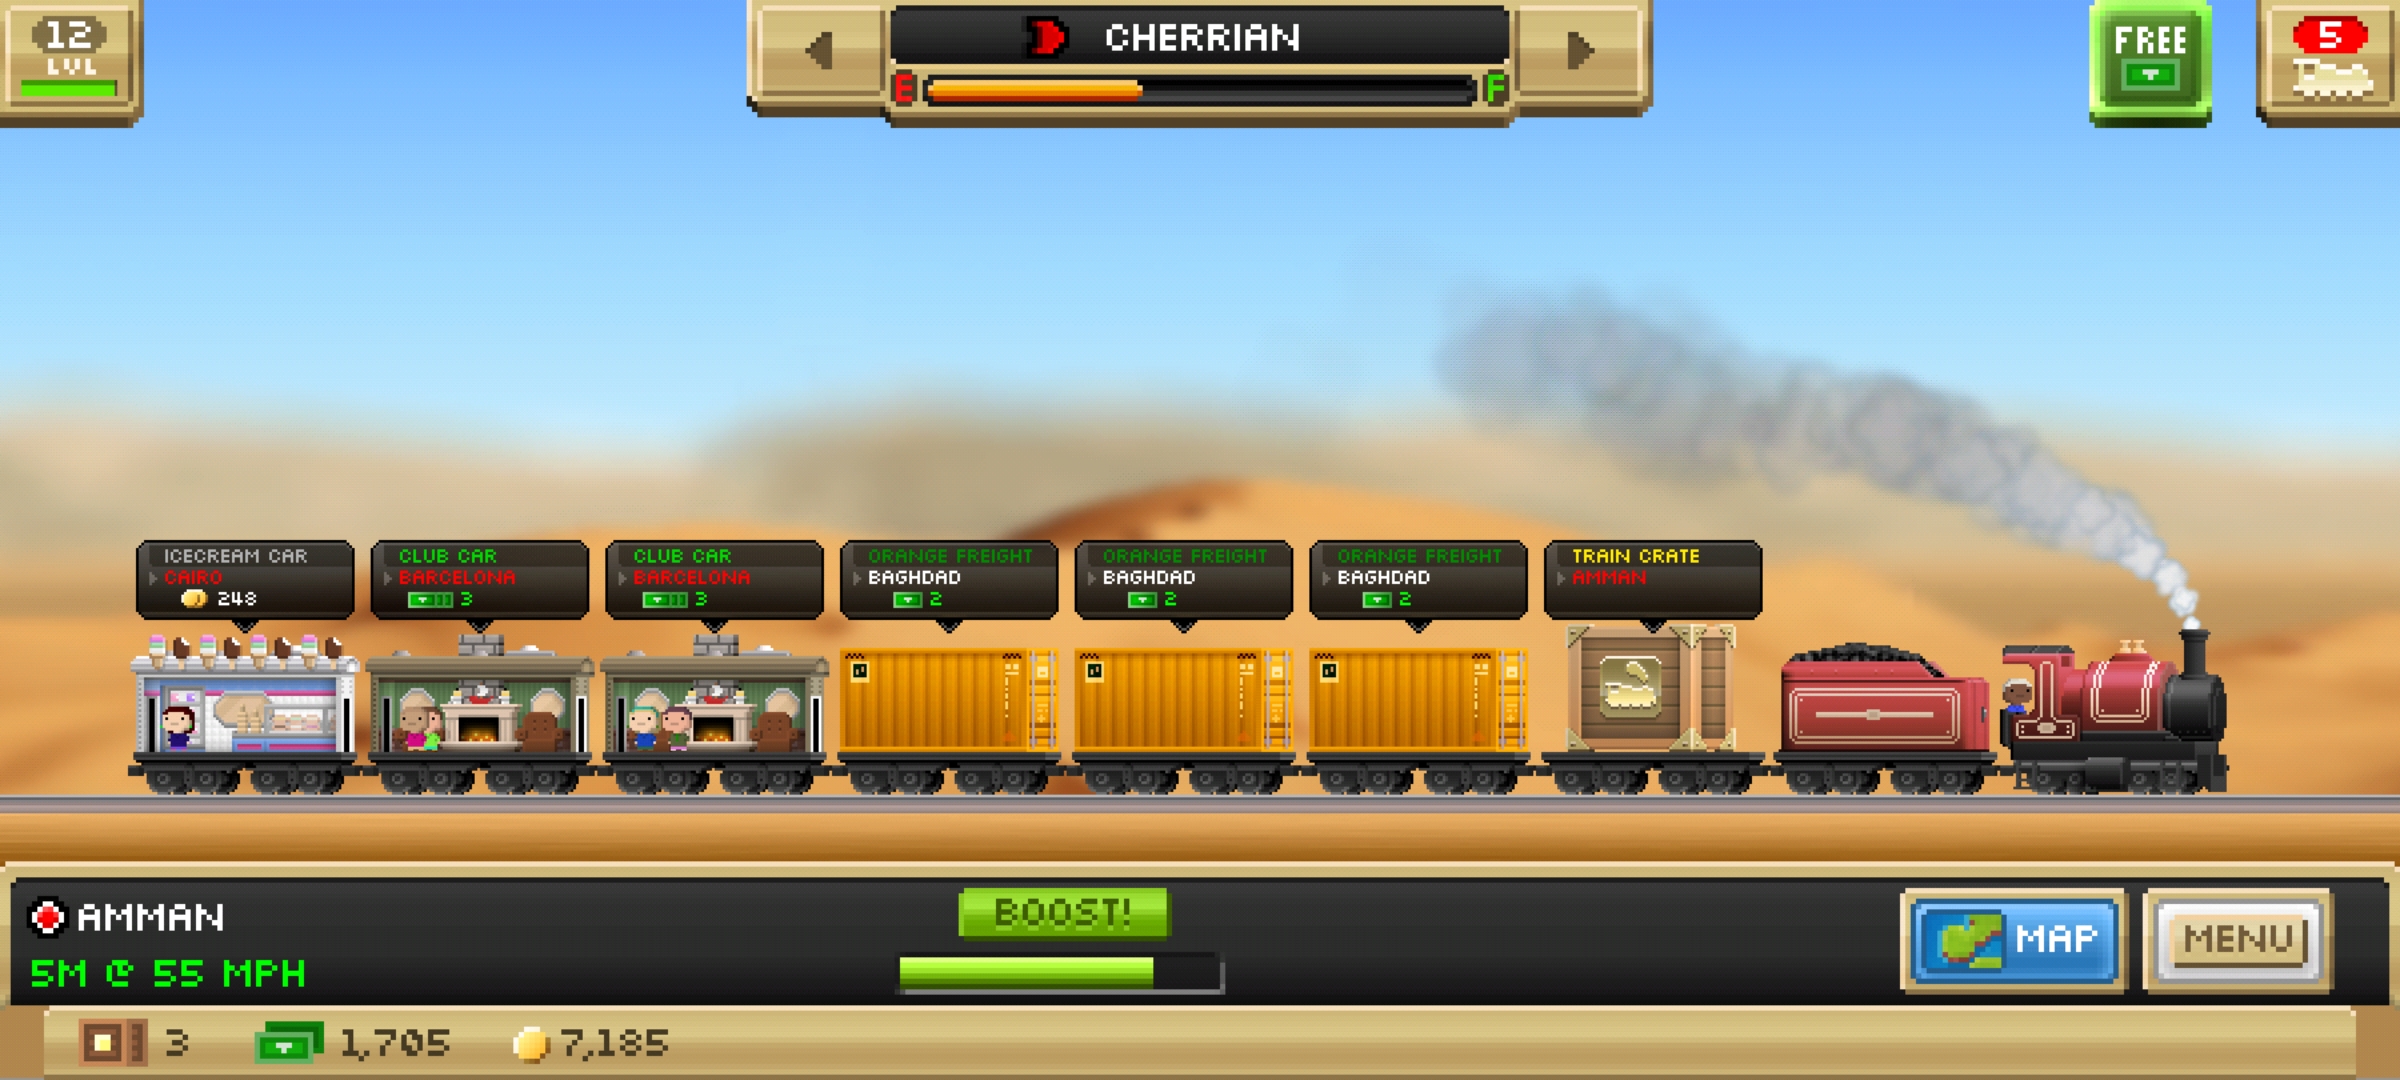 12
LVL
CHERRIAN
E F
FREE
5
ICECREAM CAR
CAIRO
248
CLUB CAR
BARCELONA
3
CLUB CAR
BARCELONA
3
ORANGE FREIGHT
BAGHDAD
2
ORANGE FREIGHT
BAGHDAD
2
ORANGE FREIGHT
BAGHDAD
2
TRAIN CRATE
AMMAN
AMMAN
5M @ 55 MPH
BOOST!
MAP
MENU
3
1,705
7,185